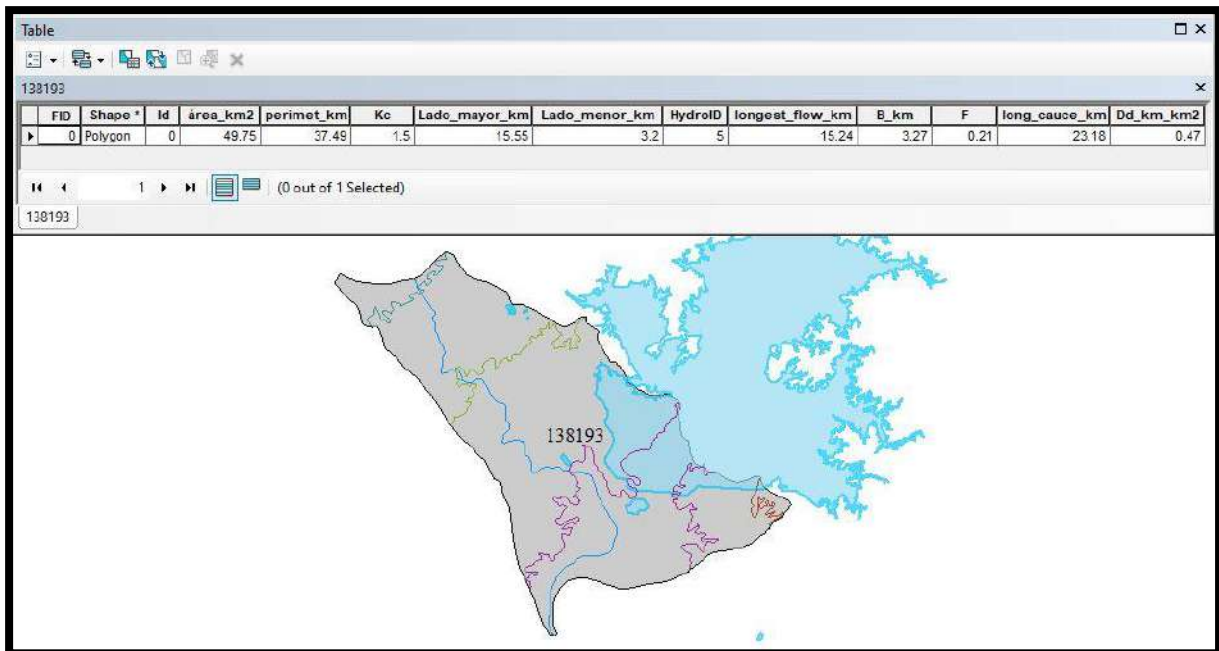 Table
138193
FID Shape * Id área_km2 perimet_km Kc Lado_mayor_km Lado_menor_km HydroID longest_flow_km B_km F long_cauce_km Dd_km_km2
0 Polygon 0 49.75 37.49 1.5 15.55 3.2 5 15.24 3.27 0.21 23.18 0.47
1 (0 out of 1 Selected)
138193
138193